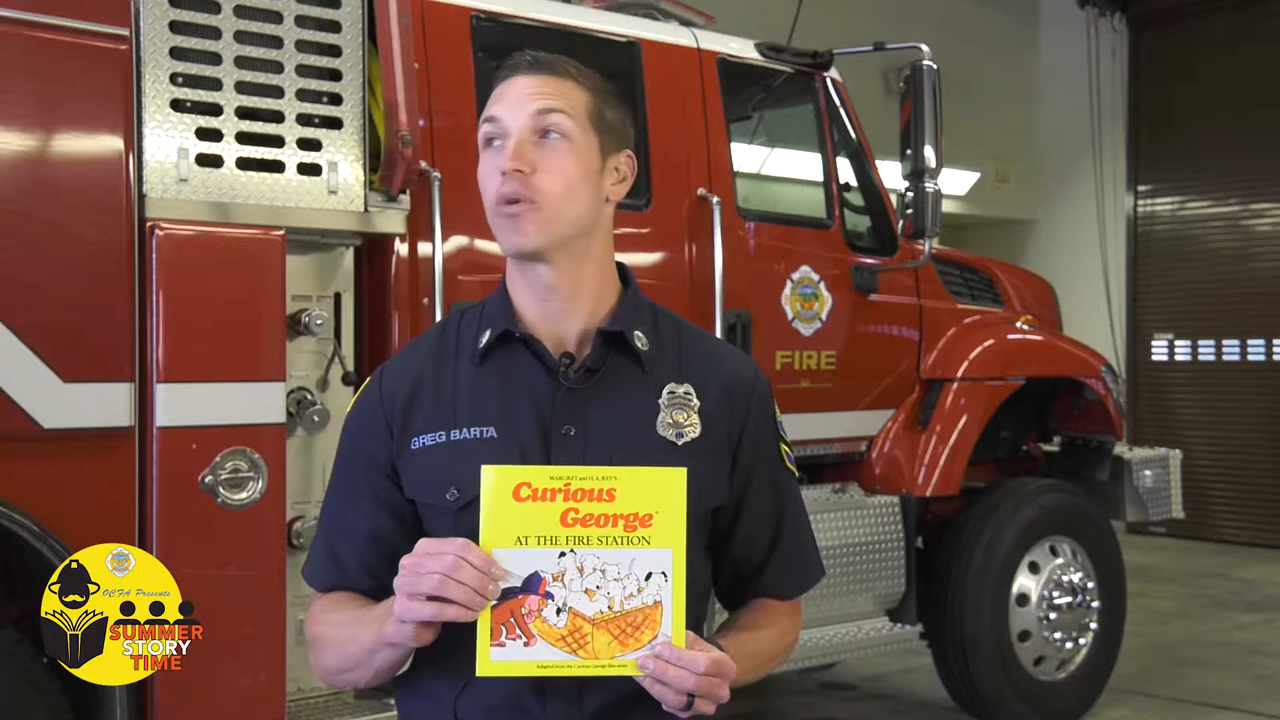 GREG BARTA
MARGRET and H.A. REY'S
Curious
George
AT THE FIRE STATION
Adapted from the Curious George film series
FIRE
OCFA Presents
SUMMER
STORY
TIME